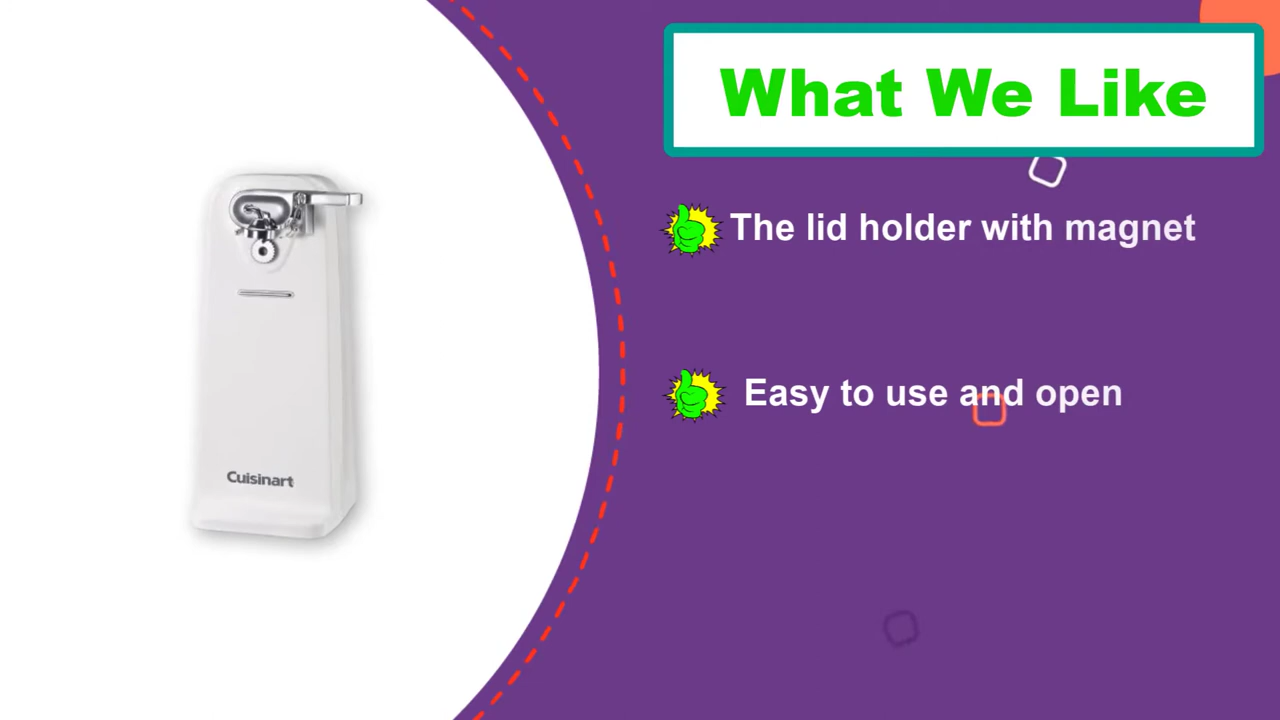 What We Like
The lid holder with magnet
Easy to use and open
Cuisinart